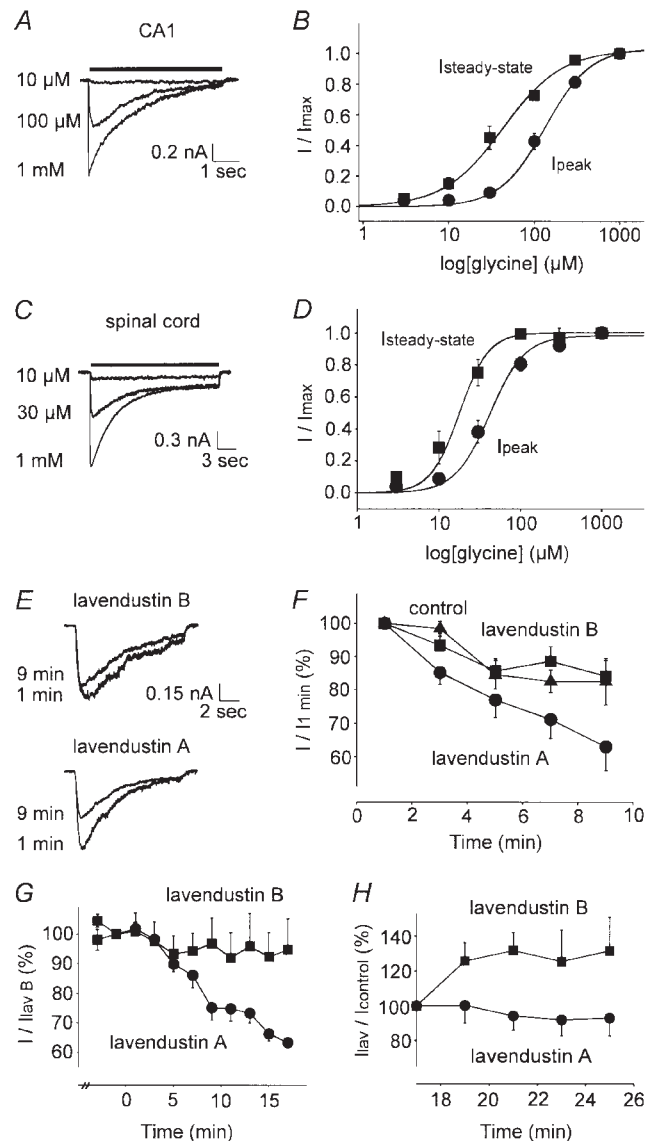 A
CA1
10 µM
100 µM
1 mM
0.2 nA
1 sec
B
1.0
0.8
0.6
0.4
0.2
0.0
I / Imax
Isteady-state
Ipeak
1
10
100
1000
log[glycine] (µM)
C
spinal cord
10 µM
30 µM
1 mM
0.3 nA
3 sec
D
1.0
0.8
0.6
0.4
0.2
0.0
I / Imax
Isteady-state
Ipeak
1
10
100
1000
log[glycine] (µM)
E
lavendustin B
9 min
1 min
0.15 nA
2 sec
lavendustin A
9 min
1 min
F
100
90
80
70
60
I / I1 min (%)
control
lavendustin B
lavendustin A
0
2
4
6
8
10
Time (min)
G
lavendustin B
100
90
80
70
60
I / Ilav B (%)
lavendustin A
0
5
10
15
Time (min)
H
lavendustin B
140
120
100
80
Ilav / Icontrol (%)
lavendustin A
18
20
22
24
26
Time (min)